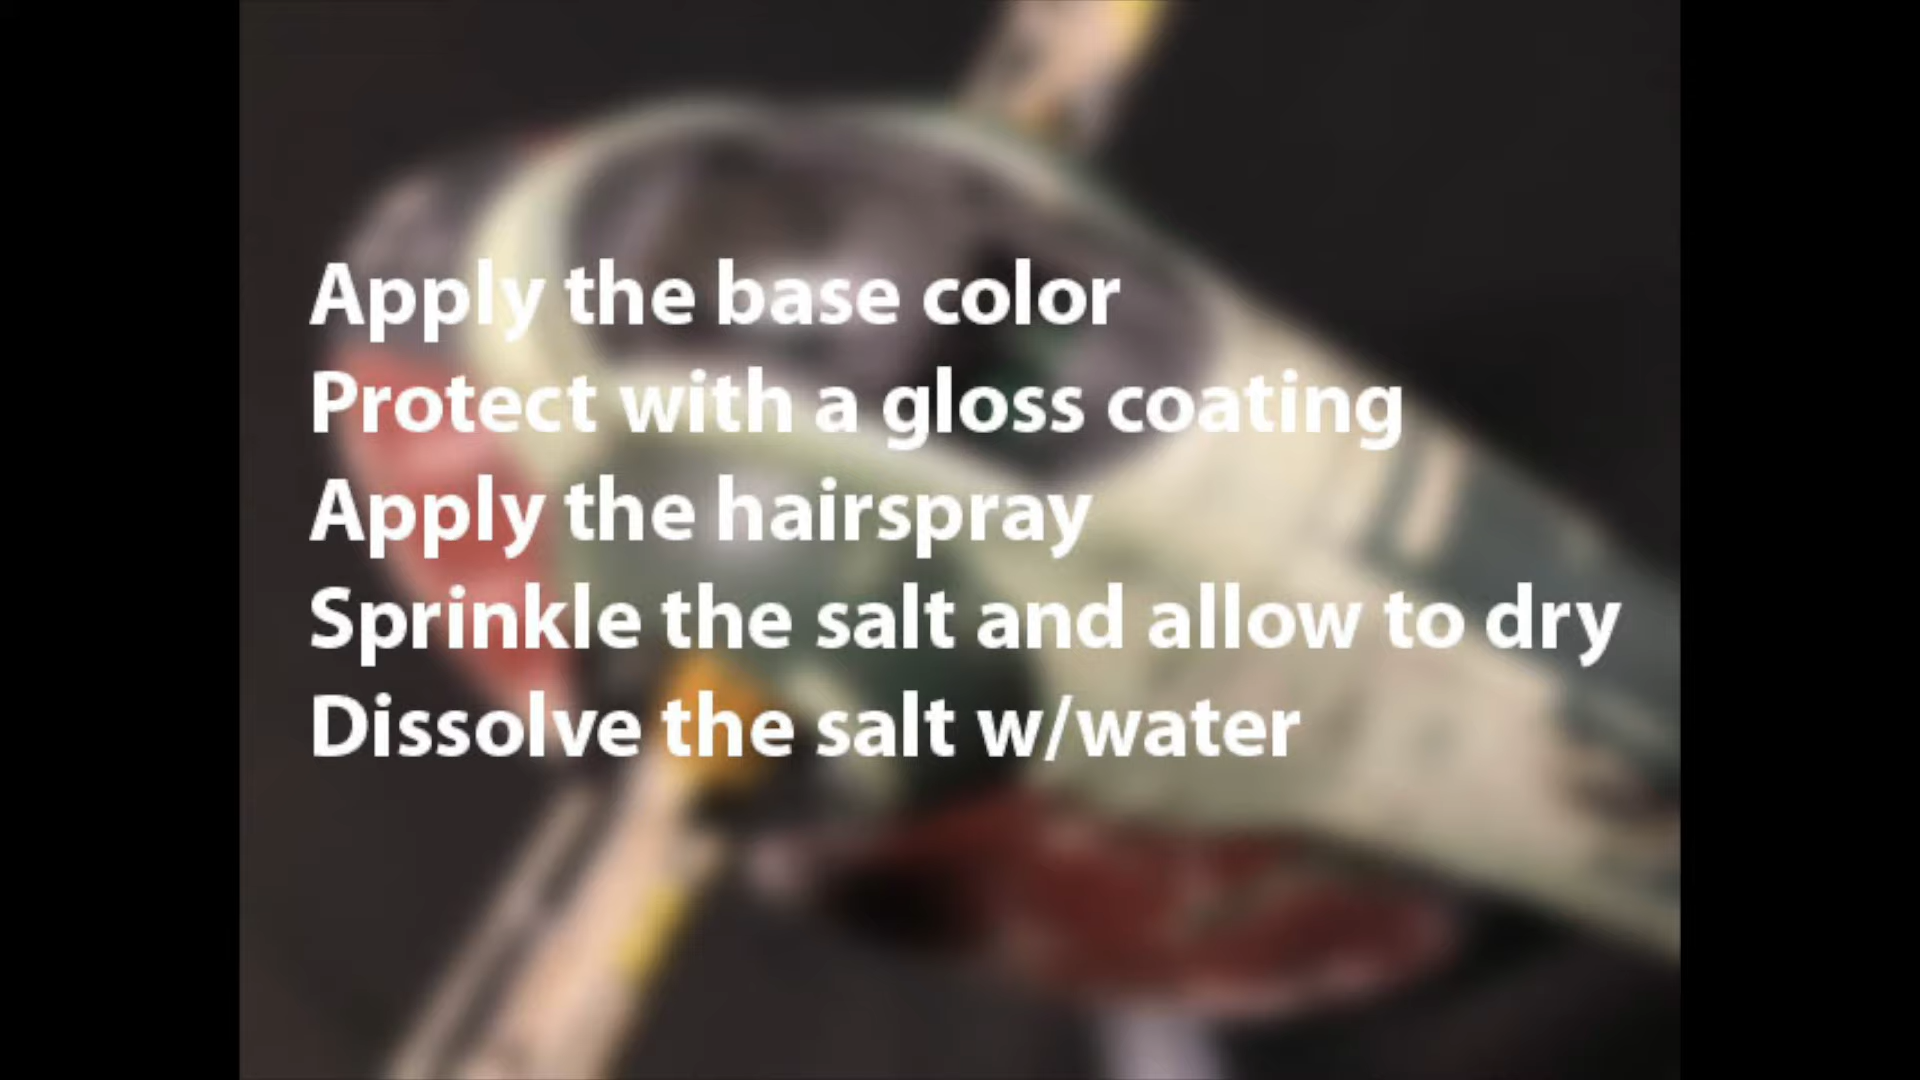 Apply the base color
Protect with a gloss coating
Apply the hairspray
Sprinkle the salt and allow to dry
Dissolve the salt w/water